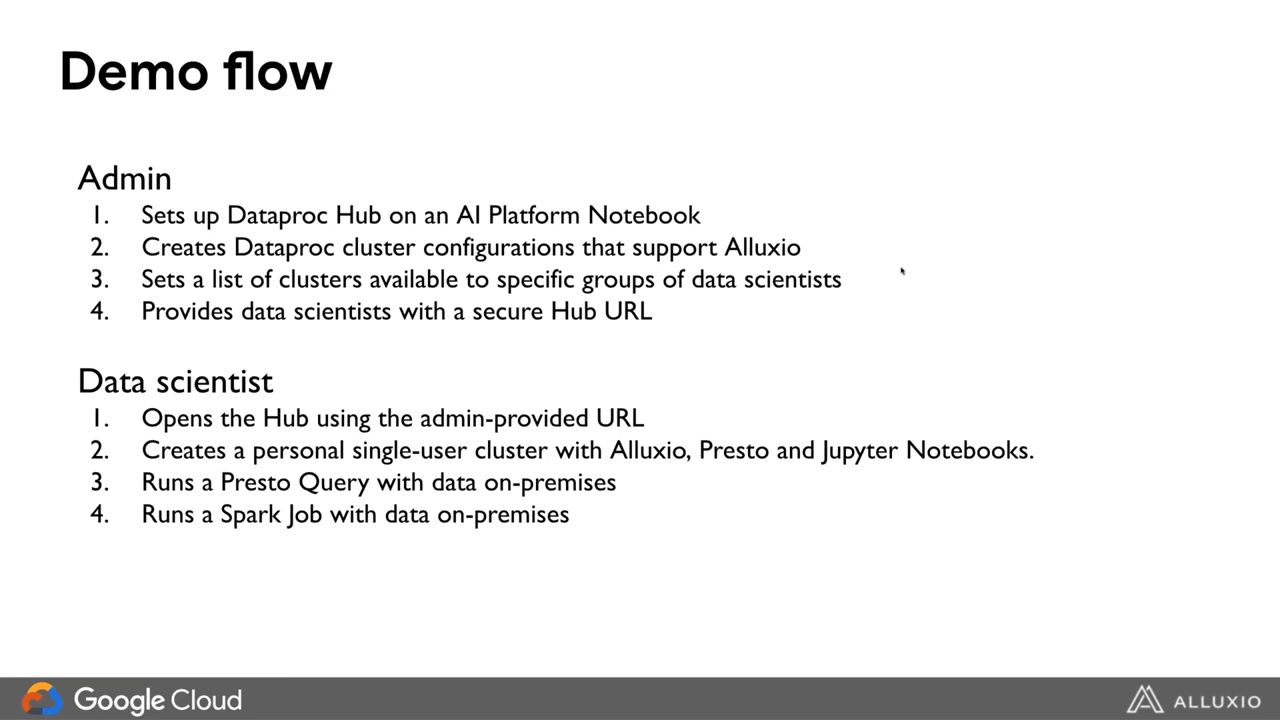 Demo flow
Admin
1. Sets up Dataproc Hub on an AI Platform Notebook
2. Creates Dataproc cluster configurations that support Alluxio
3. Sets a list of clusters available to specific groups of data scientists
4. Provides data scientists with a secure Hub URL
Data scientist
1. Opens the Hub using the admin-provided URL
2. Creates a personal single-user cluster with Alluxio, Presto and Jupyter Notebooks.
3. Runs a Presto Query with data on-premises
4. Runs a Spark Job with data on-premises
Google Cloud
ALLUXIO